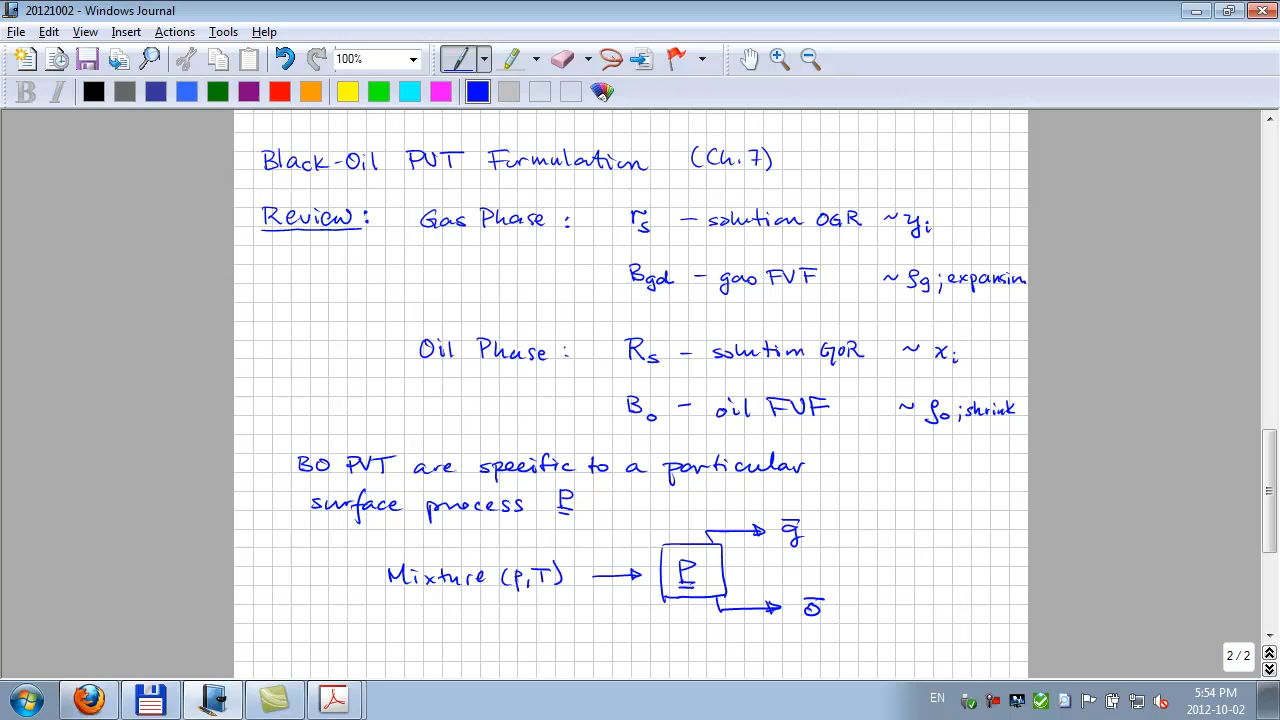 20121002 - Windows Journal
File Edit View Insert Actions Tools Help
100%
B I
Black-Oil PVT Formulation (Ch.7)
Review: Gas Phase: rs - solution OGR ~ yi
Bgd - gas FVF ~ ρg; expansion
Oil Phase: Rs - solution GOR ~ xi
Bo - oil FVF ~ ρo; shrink
BO PVT are specific to a particular
surface process P
g̅
Mixture (p,T) → P
o̅
2 / 2
EN 5:54 PM
2012-10-02